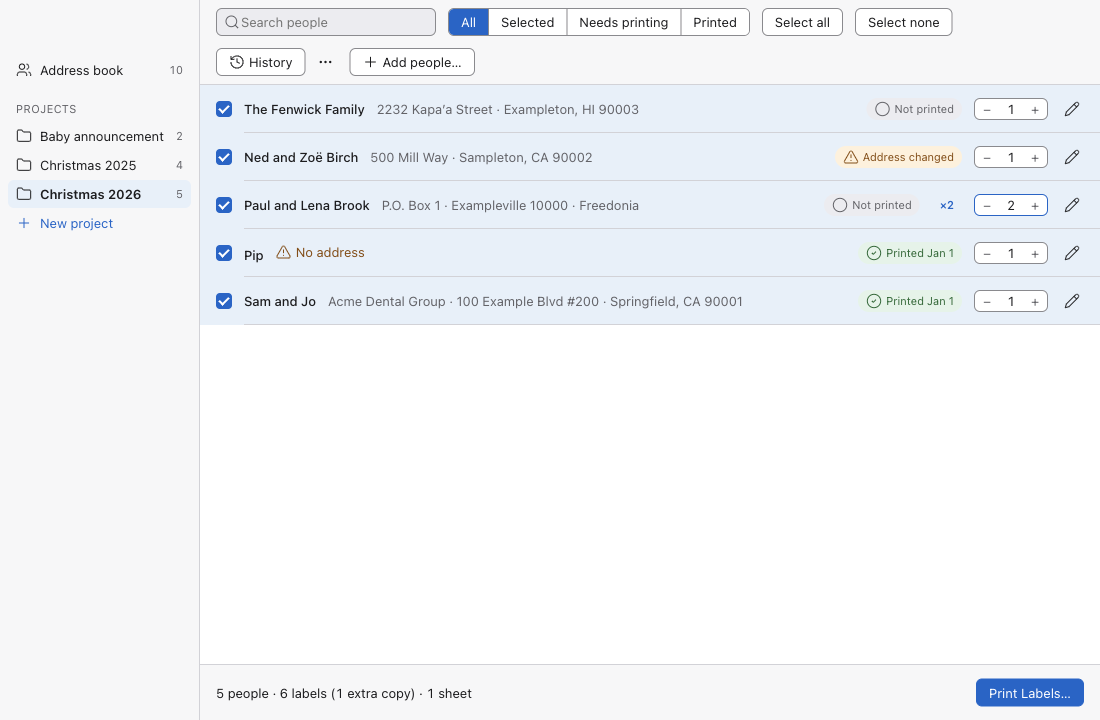 Search people
All
Selected
Needs printing
Printed
Select all
Select none
History
···
+ Add people…
Address book 10
PROJECTS
Baby announcement 2
Christmas 2025 4
Christmas 2026 5
+ New project
The Fenwick Family 2232 Kapaʻa Street · Exampleton, HI 90003 Not printed − 1 +
Ned and Zoë Birch 500 Mill Way · Sampleton, CA 90002 Address changed − 1 +
Paul and Lena Brook P.O. Box 1 · Exampleville 10000 · Freedonia Not printed ×2 − 2 +
Pip No address Printed Jan 1 − 1 +
Sam and Jo Acme Dental Group · 100 Example Blvd #200 · Springfield, CA 90001 Printed Jan 1 − 1 +
5 people · 6 labels (1 extra copy) · 1 sheet
Print Labels…